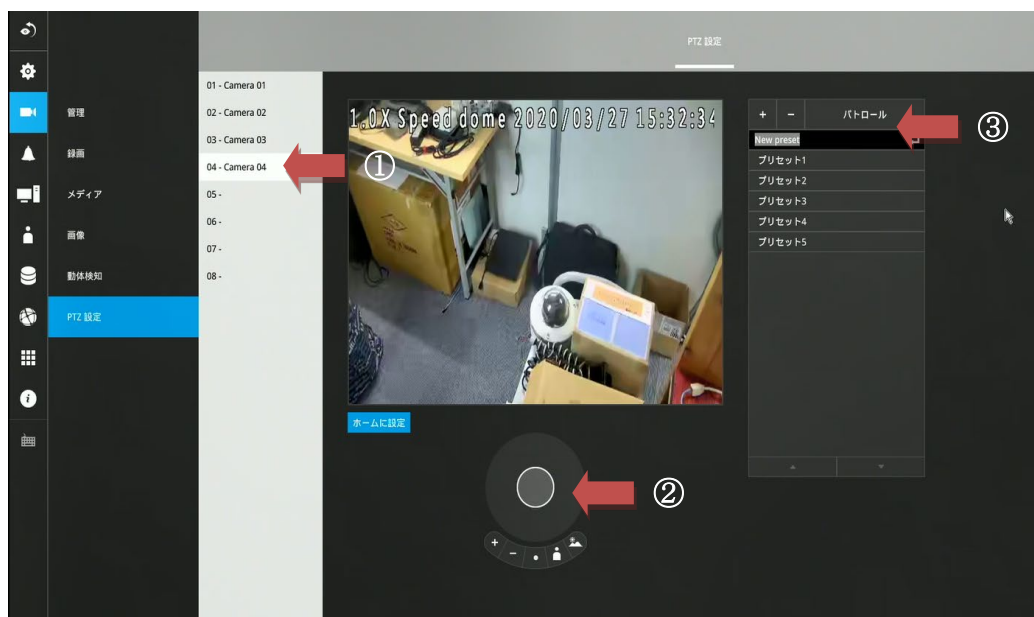 PTZ 設定
管理
録画
メディア
画像
動体検知
PTZ 設定
01 - Camera 01
02 - Camera 02
03 - Camera 03
04 - Camera 04
05 -
06 -
07 -
08 -
①
1.0X Speed dome 2020/03/27 15:32:34
ホームに設定
②
+ - パトロール
③
New preset
プリセット1
プリセット2
プリセット3
プリセット4
プリセット5